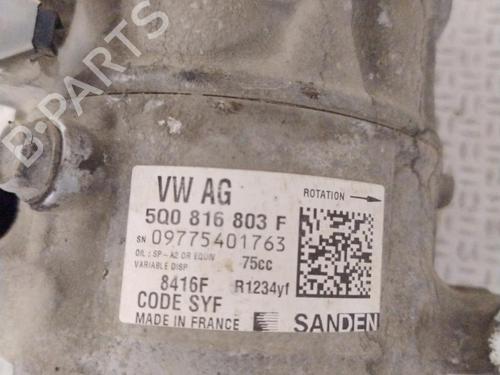 B-PARTS
VW AG
ROTATION
5Q0 816 803 F
SN 09775401763
OIL : SP-A2 OR EQUIV 75cc
VARIABLE DISP
8416F R1234yf
CODE SYF
MADE IN FRANCE SANDEN